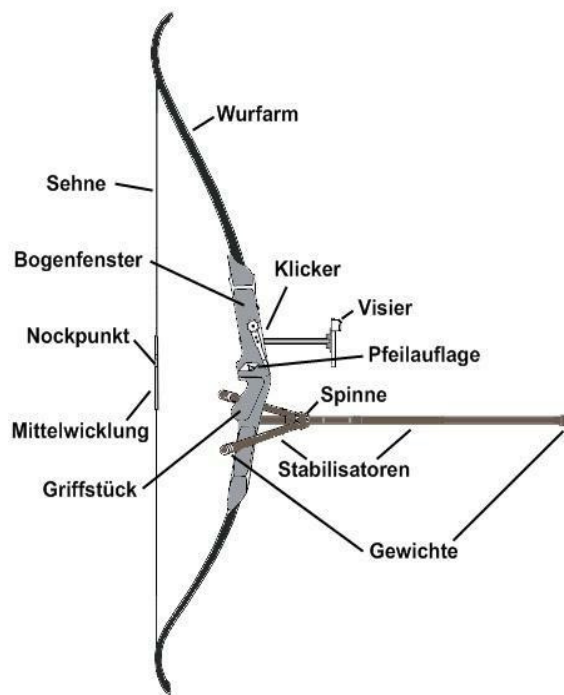 Wurfarm
Sehne
Bogenfenster
Klicker
Visier
Nockpunkt
Pfeilauflage
Spinne
Mittelwicklung
Stabilisatoren
Griffstück
Gewichte